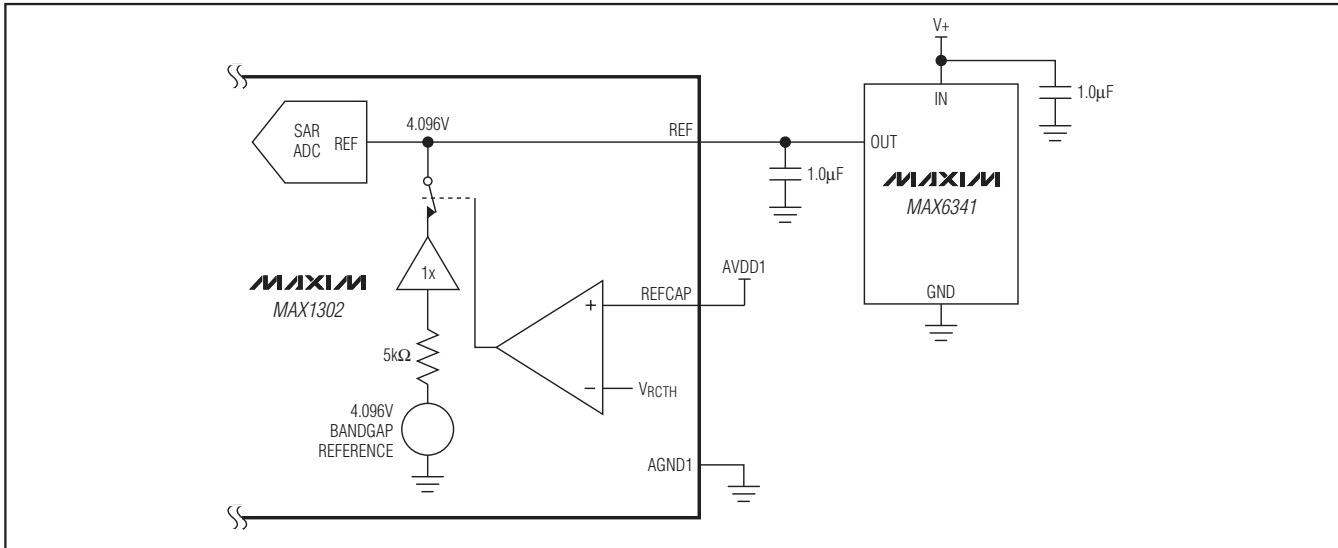 V+
IN
1.0µF
SAR
ADC
REF
4.096V
REF
OUT
1.0µF
MAXIM
MAX6341
GND
MAXIM
MAX1302
1x
AVDD1
REFCAP
+
−
VRCTH
5kΩ
4.096V
BANDGAP
REFERENCE
AGND1